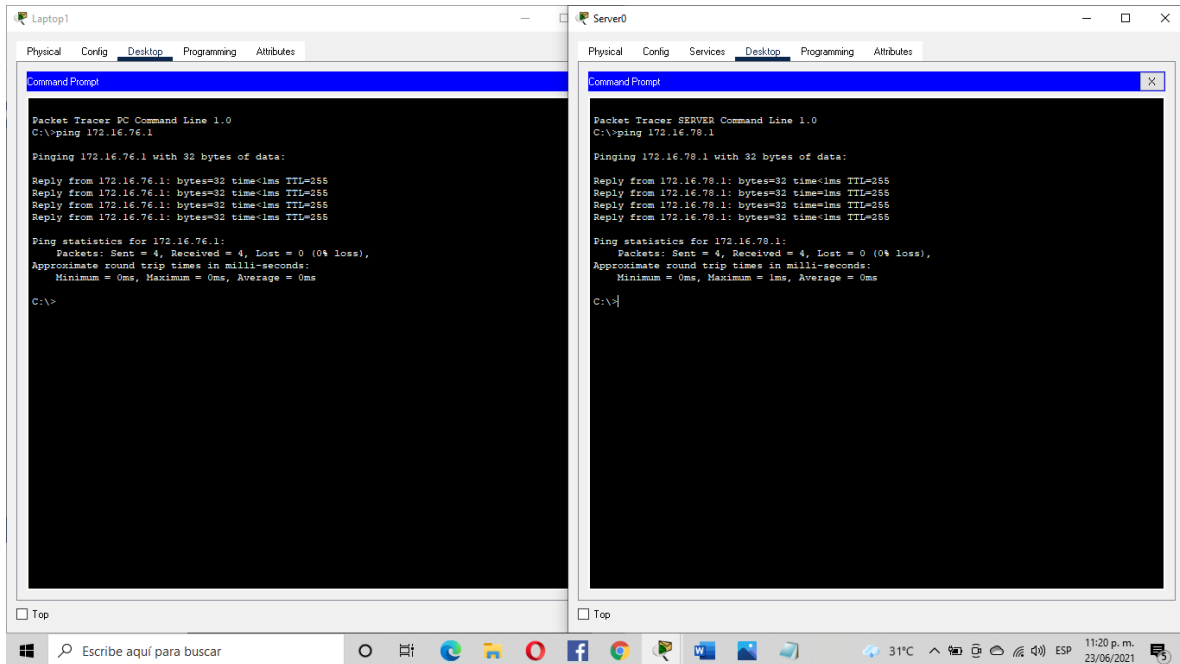 Laptop1
Physical Config Desktop Programming Attributes
Command Prompt
Packet Tracer PC Command Line 1.0
C:\>ping 172.16.76.1
Pinging 172.16.76.1 with 32 bytes of data:
Reply from 172.16.76.1: bytes=32 time<1ms TTL=255
Reply from 172.16.76.1: bytes=32 time<1ms TTL=255
Reply from 172.16.76.1: bytes=32 time<1ms TTL=255
Reply from 172.16.76.1: bytes=32 time<1ms TTL=255
Ping statistics for 172.16.76.1:
Packets: Sent = 4, Received = 4, Lost = 0 (0% loss),
Approximate round trip times in milli-seconds:
Minimum = 0ms, Maximum = 0ms, Average = 0ms
C:\>
Top
Server0
Physical Config Services Desktop Programming Attributes
Command Prompt
X
Packet Tracer SERVER Command Line 1.0
C:\>ping 172.16.78.1
Pinging 172.16.78.1 with 32 bytes of data:
Reply from 172.16.78.1: bytes=32 time<1ms TTL=255
Reply from 172.16.78.1: bytes=32 time=1ms TTL=255
Reply from 172.16.78.1: bytes=32 time=1ms TTL=255
Reply from 172.16.78.1: bytes=32 time<1ms TTL=255
Ping statistics for 172.16.78.1:
Packets: Sent = 4, Received = 4, Lost = 0 (0% loss),
Approximate round trip times in milli-seconds:
Minimum = 0ms, Maximum = 1ms, Average = 0ms
C:\>
Top
Escribe aquí para buscar
31°C
ESP
11:20 p. m.
23/06/2021
5